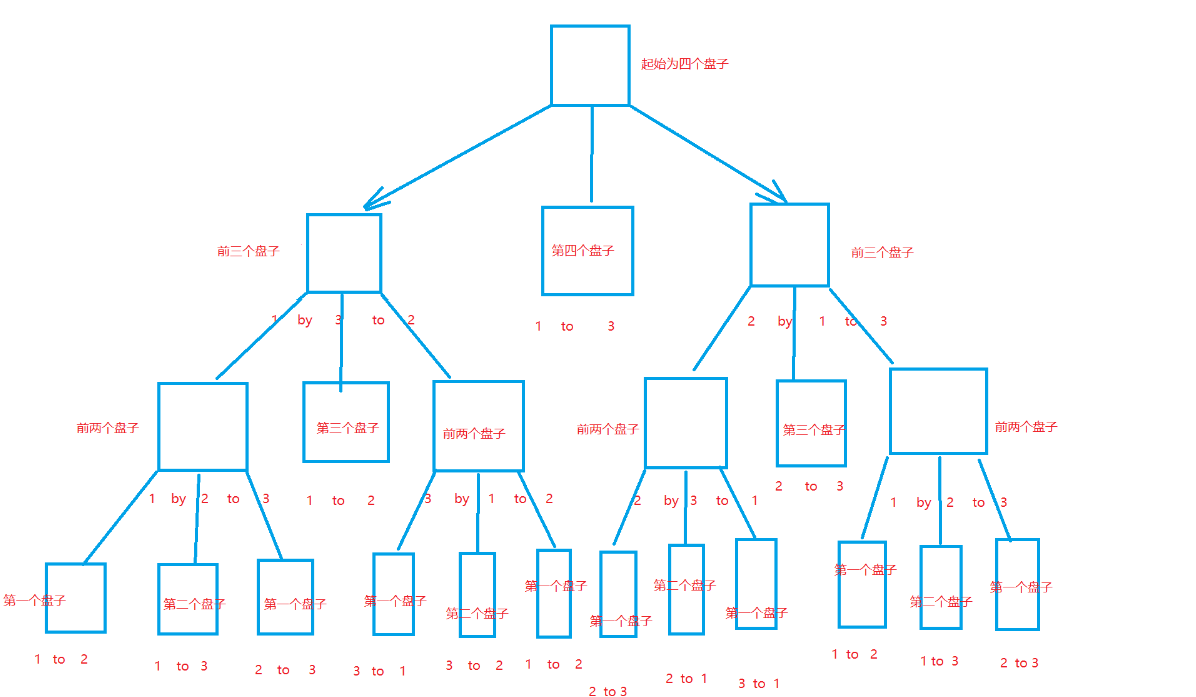 起始为四个盘子
前三个盘子
第四个盘子
前三个盘子
1 by 3 to 2
1 to 3
2 by 1 to 3
前两个盘子
第三个盘子
前两个盘子
前两个盘子
第三个盘子
前两个盘子
1 by 2 to 3
1 to 2
3 by 1 to 2
2 by 3 to 1
2 to 3
1 by 2 to 3
第一个盘子
第二个盘子
第一个盘子
第一个盘子
第二个盘子
第一个盘子
第一个盘子
第二个盘子
第一个盘子
第一个盘子
第二个盘子
第一个盘子
1 to 2
1 to 3
2 to 3
3 to 1
3 to 2
1 to 2
2 to 3
2 to 1
3 to 1
1 to 2
1 to 3
2 to 3